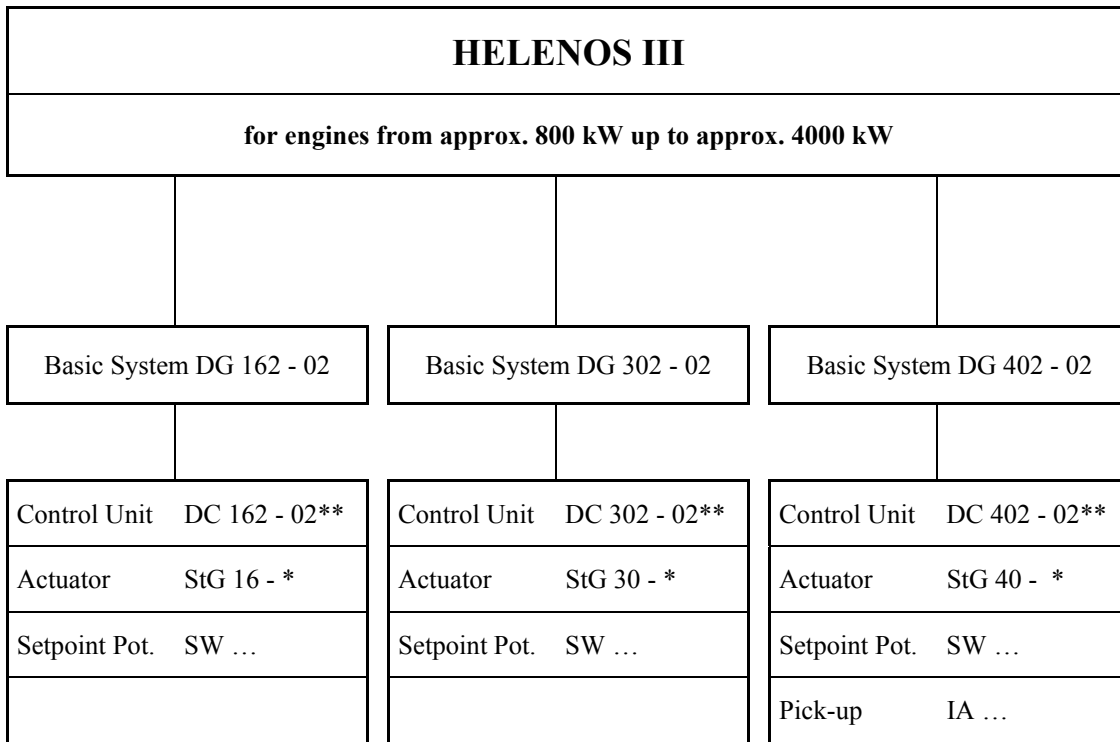 HELENOS III
for engines from approx. 800 kW up to approx. 4000 kW
Basic System DG 162 - 02
Basic System DG 302 - 02
Basic System DG 402 - 02
Control Unit DC 162 - 02**
Actuator StG 16 - *
Setpoint Pot. SW …
Control Unit DC 302 - 02**
Actuator StG 30 - *
Setpoint Pot. SW …
Control Unit DC 402 - 02**
Actuator StG 40 - *
Setpoint Pot. SW …
Pick-up IA …